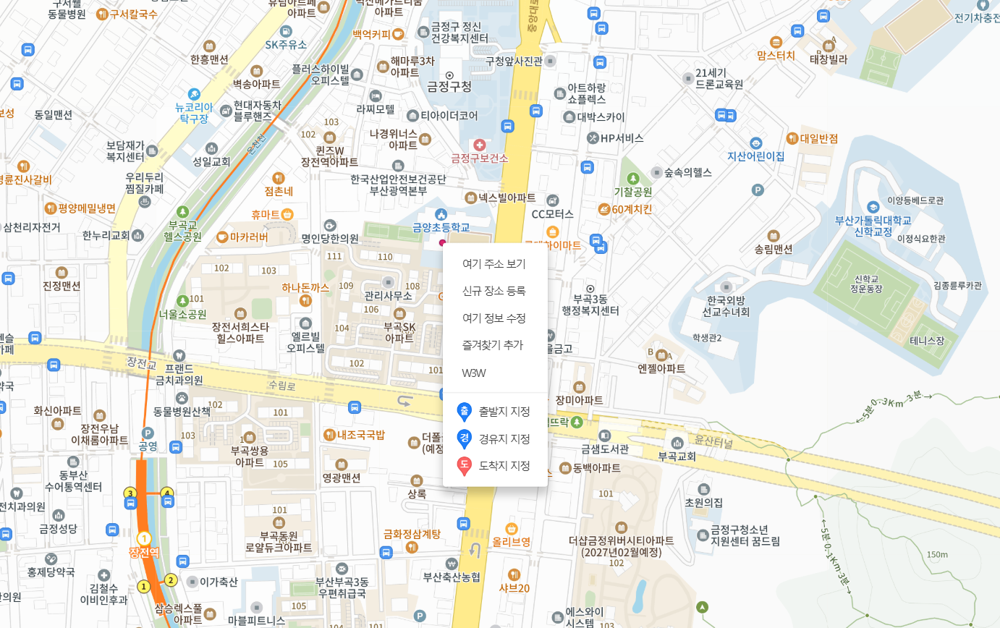 구서웰
동물병원
구서칼국수
유림아트페
아파트
아파트
SK주유소
백억커피
금정구 정신
건강복지센터
중앙대로
전기차충전
한흥맨션
벽송아파트
플러스하이빌
오피스텔
해마루3차
아파트
구청앞사진관
금정구청
맘스터치
A
B
태창빌라
21세기
드론교육원
뉴코리아
탁구장
현대자동차
블루핸즈
라찌모텔
티아이더코어
아트하랑
쇼플렉스
대박스카이
보성
동일맨션
온천천
103
102
퀸즈W
장전역아파트
나경위너스
아파트
금정구보건소
HP서비스
지산어린이집
대일반점
보담재가
복지센터
성일교회
명륜진사갈비
우리두리
찜질카페
점촌네
한국산업안전보건공단
부산광역본부
넥스빌아파트
CC모터스
기찰공원
숲속의헬스
P
평양메밀냉면
부곡교
헬스공원
휴마트
마카러버
명인당한의원
금양초등학교
60계치킨
부산가톨릭대학교
신학교정
이양등베드로관
이정식요한관
삼천리자전거
한누리교회
송림맨션
하이마트
111
110
102
103
109
108
106
104
102
101
관리사무소
부곡SK
아파트
하나돈까스
진정맨션
101
너울소공원
장전서희스타
힐스아파트
엘르빌
오피스텔
여기 주소 보기
신규 장소 등록
여기 정보 수정
즐겨찾기 추가
W3W
출
출발지 지정
경
경유지 지정
도
도착지 지정
부곡3동
행정복지센터
한국외방
선교수녀회
학생관2
신학교
정운동장
김종륜루카관
테니스장
B
A
엔젤아파트
장전교
프랜드
금치과의원
수림로
장미아파트
동물병원산책
102
101
103
105
부곡쌍용
아파트
화신아파트
장전우남
이채롬아파트
P
공영
내조국국밥
영광맨션
상록
금샘도서관
부곡교회
윤산터널
동백아파트
5분 0.3Km 3분
5분 0.1Km 3분
동부산
수어통역센터
전치과의원
금정성당
3
4
1
장전역
1
2
101
부곡동원
로얄듀크아파트
금화정삼계탕
올리브영
101
더샵금정위버시티아파트
(2027년02월예정)
102
초원의집
금정구청소년
지원센터 꿈드림
150m
홍제당약국
김철수
이비인후과
이가축산
부산부곡3동
우편취급국
부산축산농협
샤브20
삼승렉스풀
아파트
마블피트니스
105
104
101
P
에스와이
시스템
103